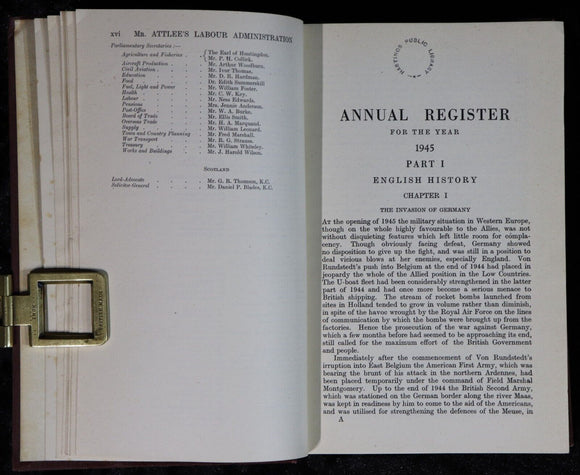 xvi Mr. ATTLEE'S LABOUR ADMINISTRATION
Parliamentary Secretaries :—
Agriculture and Fisheries . . { The Earl of Huntingdon.
Mr. P. H. Collick.
Aircraft Production . . . Mr. Arthur Woodburn.
Civil Aviation . . . . Mr. Ivor Thomas.
Education . . . . Mr. D. R. Hardman.
Food . . . . Dr. Edith Summerskill
Fuel, Light and Power . . . Mr. William Foster.
Health . . . . Mr. C. W. Key.
Labour . . . . Mr. Ness Edwards.
Pensions . . . . Mrs. Jennie Adamson.
Post-Office . . . . Mr. W. A. Burke.
Board of Trade . . . . Mr. Ellis Smith.
Overseas Trade . . . . Mr. H. A. Marquand.
Supply . . . . Mr. William Leonard.
Town and Country Planning . . Mr. Fred Marshall.
War Transport . . . . Mr. R. G. Strauss.
Treasury . . . . Mr. William Whiteley.
Works and Buildings . . . Mr. J. Harold Wilson.
SCOTLAND
Lord-Advocate . . . . Mr. G. R. Thomson, K.C.
Solicitor General . . . . Mr. Daniel P. Blades, K.C.
HASTINGS PUBLIC LIBRARY
ANNUAL REGISTER
FOR THE YEAR
1945
PART I
ENGLISH HISTORY
CHAPTER I
THE INVASION OF GERMANY
AT the opening of 1945 the military situation in Western Europe,
though on the whole highly favourable to the Allies, was not
without disquieting features which left little room for compla-
cency. Though obviously facing defeat, Germany showed
no disposition to give up the fight, and was still in a position to
deal vicious blows at her enemies, especially England. Von
Rundstedt's push into Belgium at the end of 1944 had placed in
jeopardy the whole of the Allied position in the Low Countries.
The U-boat fleet had been considerably strengthened in the latter
part of 1944 and had once more become a serious menace to
British shipping. The stream of rocket bombs launched from
sites in Holland tended to grow in volume rather than diminish,
in spite of the havoc wrought by the Royal Air Force on the lines
of communication by which the bombs were brought up from the
factories. Hence the prosecution of the war against Germany,
which a few months before had seemed to be approaching its end,
still called for the maximum effort of the British Government
and people.
Immediately after the commencement of Von Rundstedt's
irruption into East Belgium the American First Army, which was
bearing the brunt of his attack in the northern Ardennes, had
been placed temporarily under the command of Field Marshal
Montgomery. Up to the end of 1944 the British Second Army,
which was stationed on the German border along the river Maas,
was kept in readiness by him to come to the aid of the Americans,
and was utilised for strengthening the defences of the Meuse, in
A